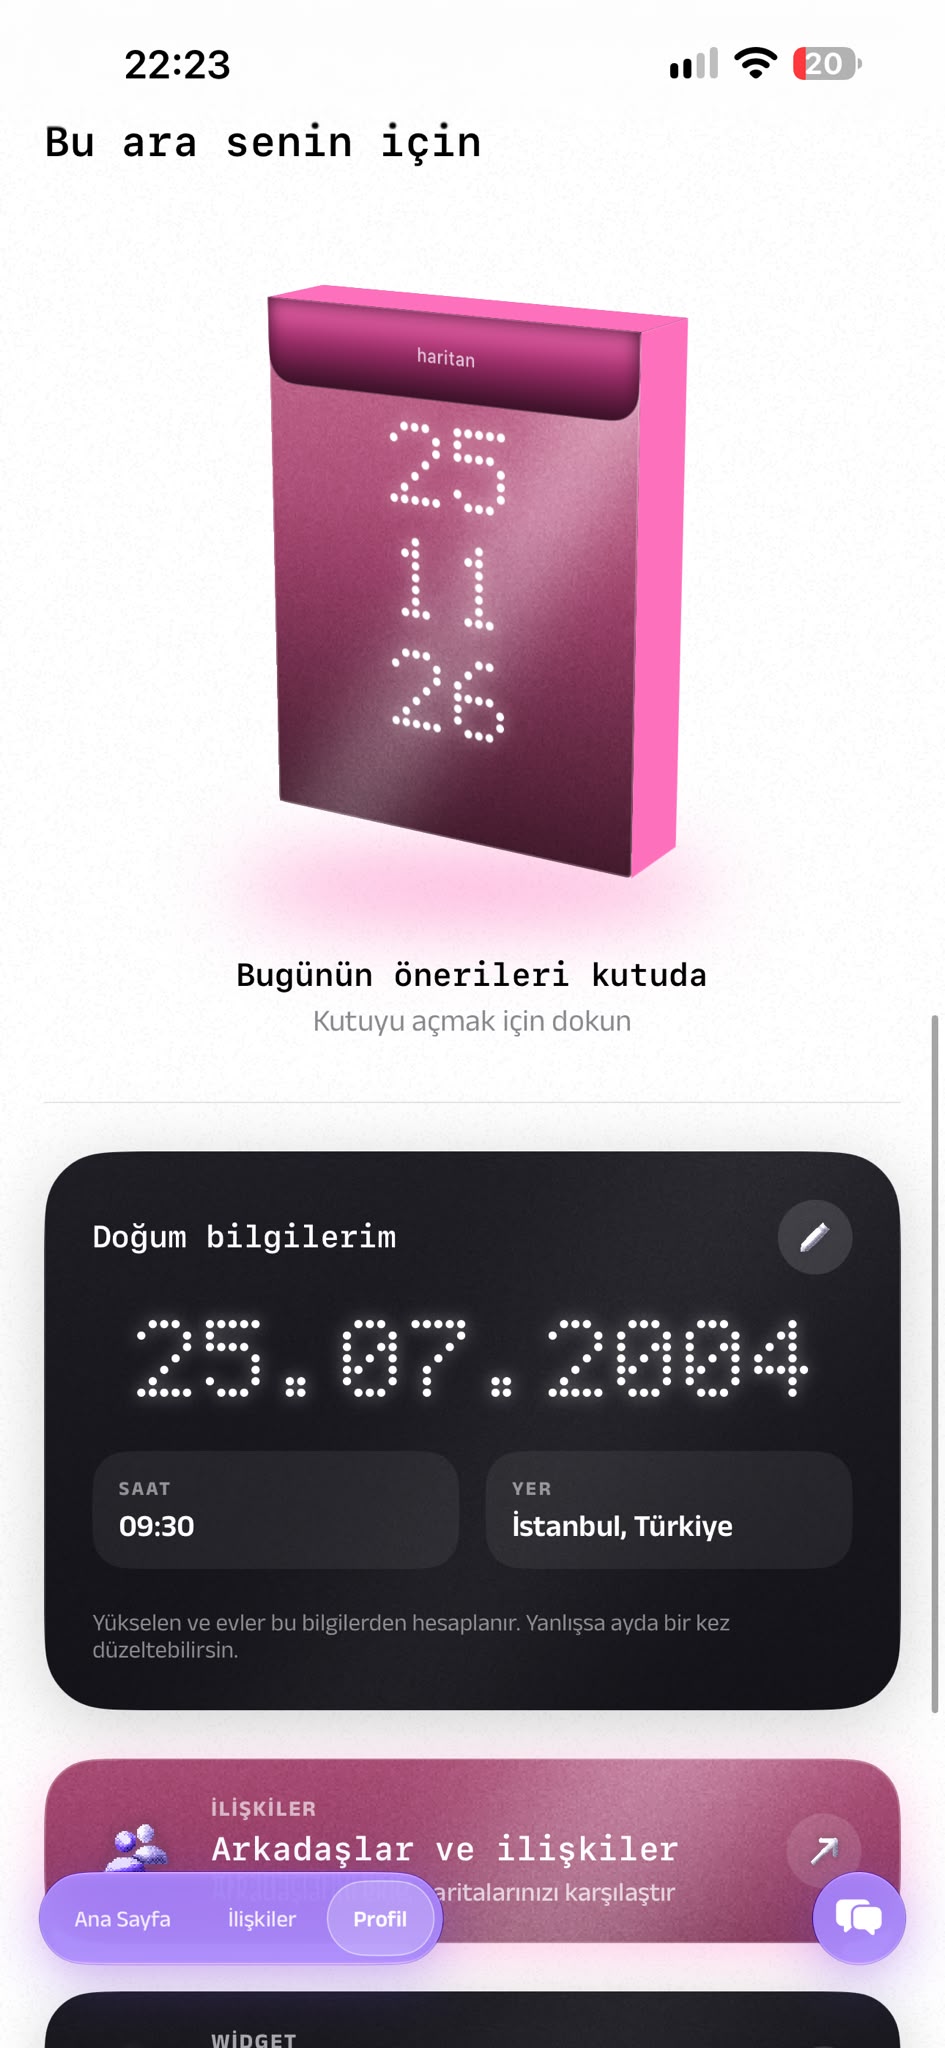 22:23
20
Bu ara senin için
haritan
25
11
26
Bugünün önerileri kutuda
Kutuyu açmak için dokun
Doğum bilgilerim
25.07.2004
SAAT
09:30
YER
İstanbul, Türkiye
Yükselen ve evler bu bilgilerden hesaplanır. Yanlışsa ayda bir kez
düzeltebilirsin.
İLİŞKİLER
Arkadaşlar ve ilişkiler
aritalarınızı karşılaştır
Ana Sayfa
İlişkiler
Profil
WİDGET